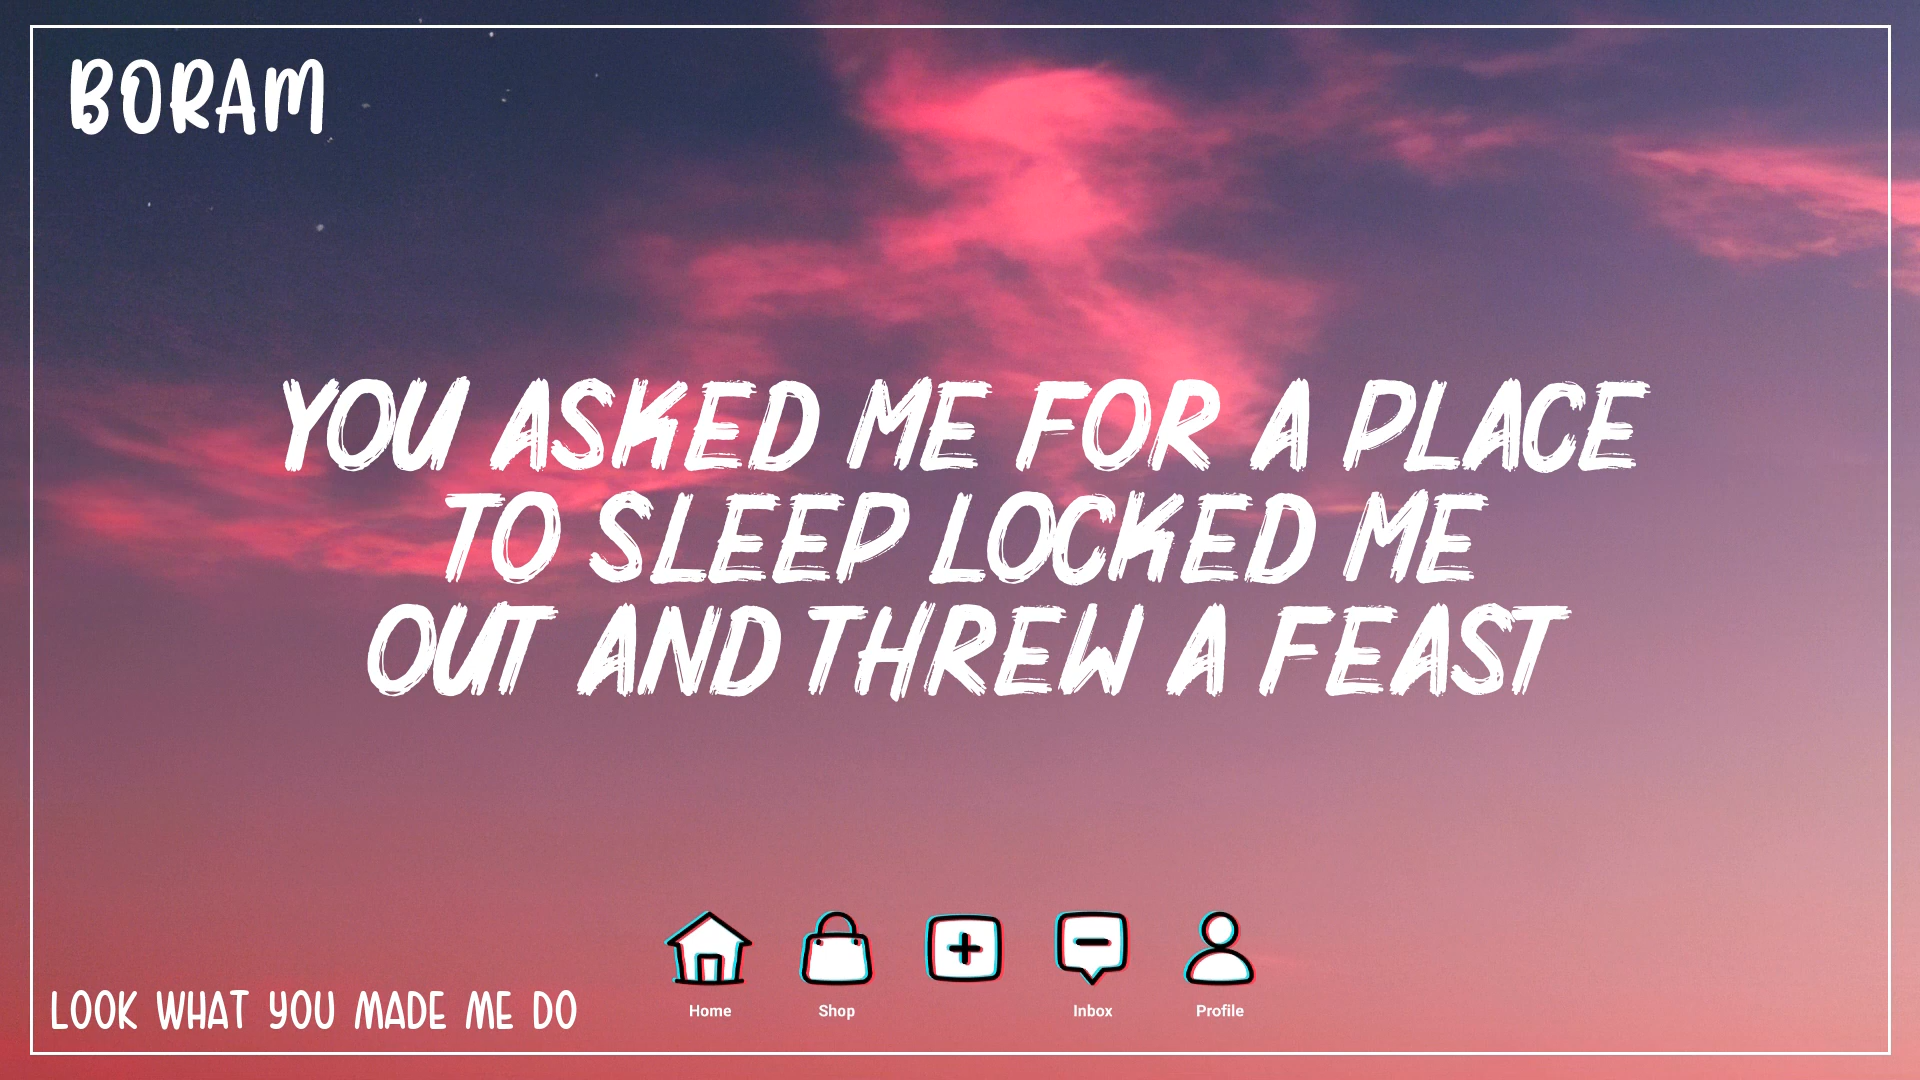 BORAM
YOU ASKED ME FOR A PLACE
TO SLEEP LOCKED ME
OUT AND THREW A FEAST
Home
Shop
Inbox
Profile
LOOK WHAT YOU MADE ME DO